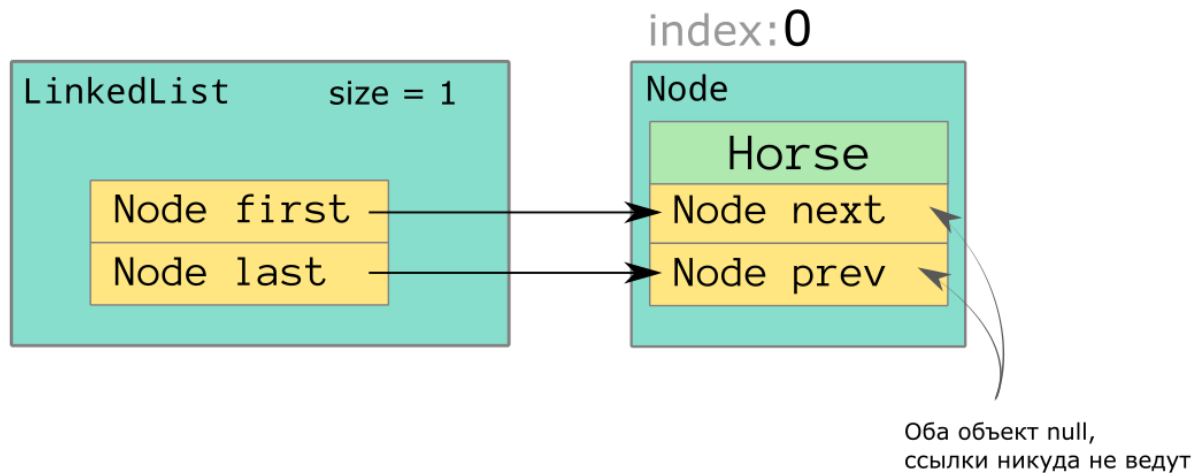 index:0
LinkedList size = 1
Node
Horse
Node first
Node next
Node last
Node prev
Оба объект null,
ссылки никуда не ведут